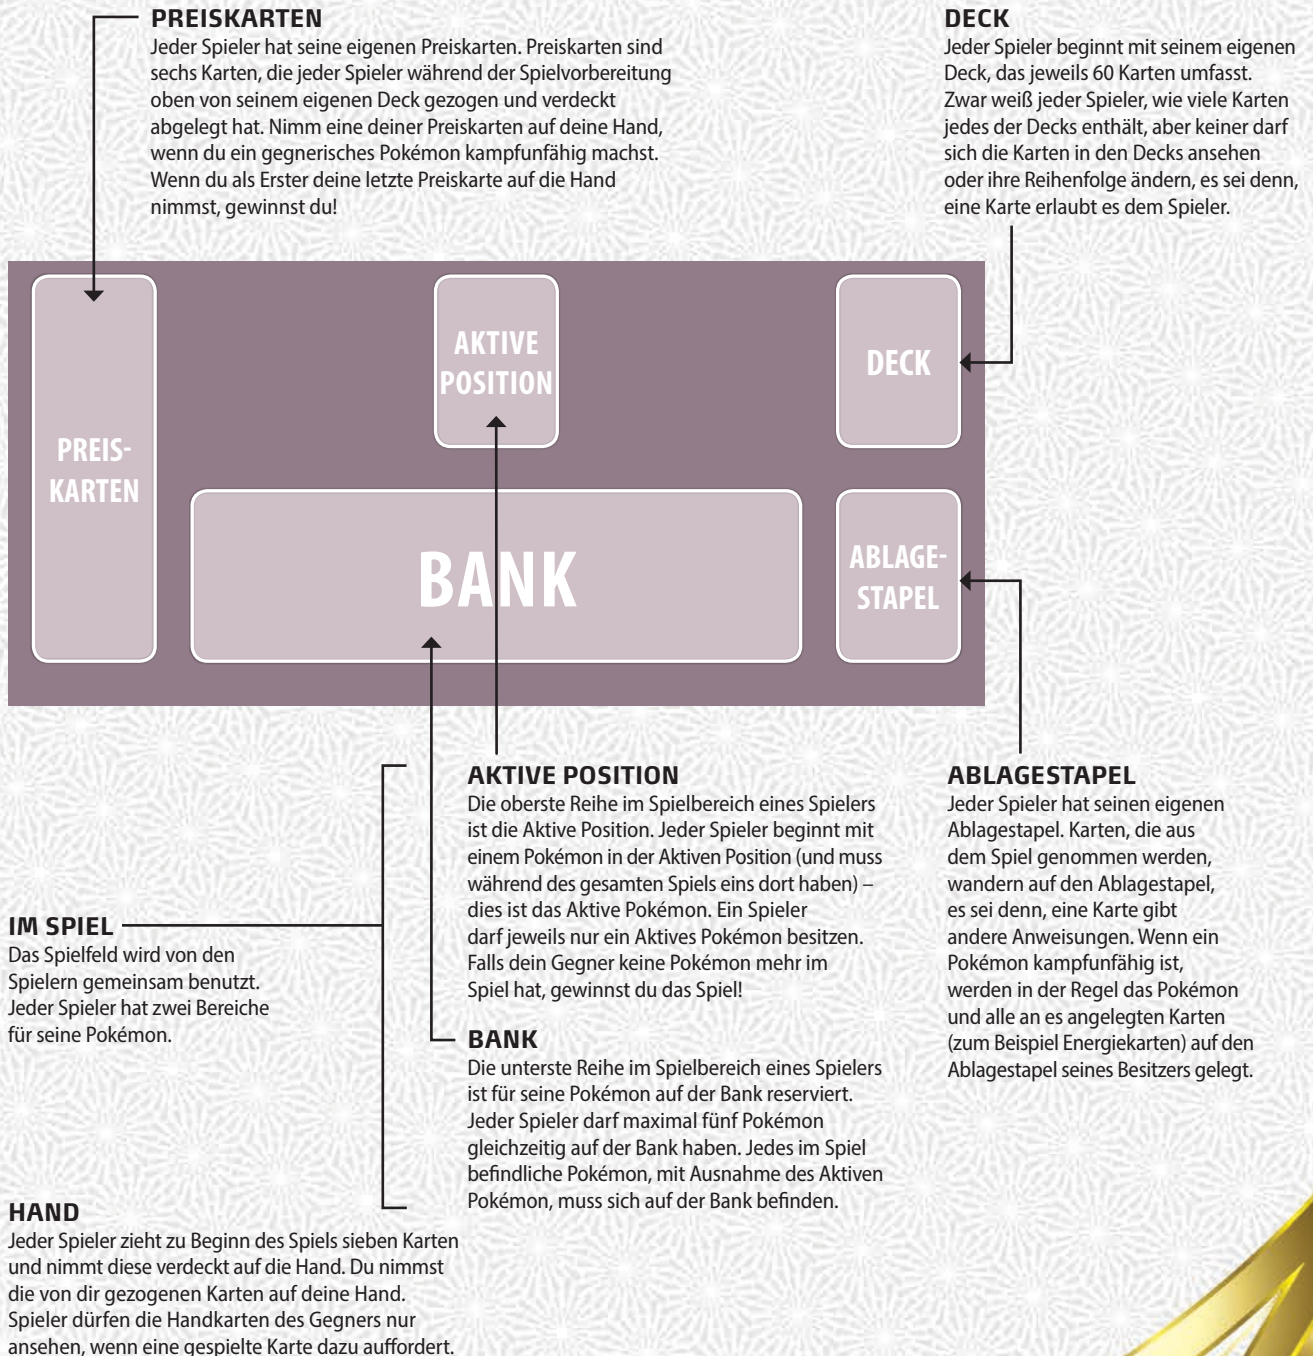 PREISKARTEN
Jeder Spieler hat seine eigenen Preiskarten. Preiskarten sind
sechs Karten, die jeder Spieler während der Spielvorbereitung
oben von seinem eigenen Deck gezogen und verdeckt
abgelegt hat. Nimm eine deiner Preiskarten auf deine Hand,
wenn du ein gegnerisches Pokémon kampfunfähig machst.
Wenn du als Erster deine letzte Preiskarte auf die Hand
nimmst, gewinnst du!
DECK
Jeder Spieler beginnt mit seinem eigenen
Deck, das jeweils 60 Karten umfasst.
Zwar weiß jeder Spieler, wie viele Karten
jedes der Decks enthält, aber keiner darf
sich die Karten in den Decks ansehen
oder ihre Reihenfolge ändern, es sei denn,
eine Karte erlaubt es dem Spieler.
PREIS-
KARTEN
AKTIVE
POSITION
DECK
BANK
ABLAGE-
STAPEL
IM SPIEL
Das Spielfeld wird von den
Spielern gemeinsam benutzt.
Jeder Spieler hat zwei Bereiche
für seine Pokémon.
AKTIVE POSITION
Die oberste Reihe im Spielbereich eines Spielers
ist die Aktive Position. Jeder Spieler beginnt mit
einem Pokémon in der Aktiven Position (und muss
während des gesamten Spiels eins dort haben) –
dies ist das Aktive Pokémon. Ein Spieler
darf jeweils nur ein Aktives Pokémon besitzen.
Falls dein Gegner keine Pokémon mehr im
Spiel hat, gewinnst du das Spiel!
BANK
Die unterste Reihe im Spielbereich eines Spielers
ist für seine Pokémon auf der Bank reserviert.
Jeder Spieler darf maximal fünf Pokémon
gleichzeitig auf der Bank haben. Jedes im Spiel
befindliche Pokémon, mit Ausnahme des Aktiven
Pokémon, muss sich auf der Bank befinden.
ABLAGESTAPEL
Jeder Spieler hat seinen eigenen
Ablagestapel. Karten, die aus
dem Spiel genommen werden,
wandern auf den Ablagestapel,
es sei denn, eine Karte gibt
andere Anweisungen. Wenn ein
Pokémon kampfunfähig ist,
werden in der Regel das Pokémon
und alle an es angelegten Karten
(zum Beispiel Energiekarten) auf den
Ablagestapel seines Besitzers gelegt.
HAND
Jeder Spieler zieht zu Beginn des Spiels sieben Karten
und nimmt diese verdeckt auf die Hand. Du nimmst
die von dir gezogenen Karten auf deine Hand.
Spieler dürfen die Handkarten des Gegners nur
ansehen, wenn eine gespielte Karte dazu auffordert.